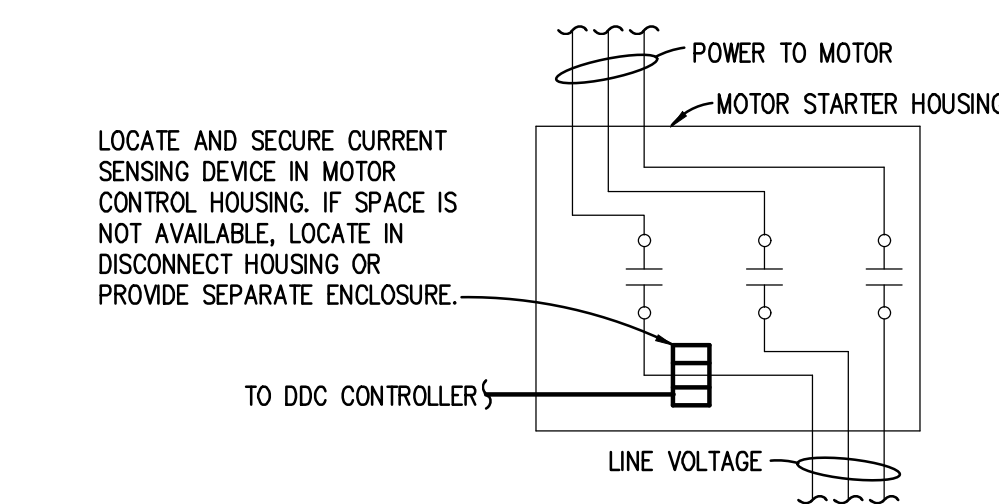 POWER TO MOTOR
MOTOR STARTER HOUSING
LOCATE AND SECURE CURRENT
SENSING DEVICE IN MOTOR
CONTROL HOUSING. IF SPACE IS
NOT AVAILABLE, LOCATE IN
DISCONNECT HOUSING OR
PROVIDE SEPARATE ENCLOSURE.
TO DDC CONTROLLER
LINE VOLTAGE